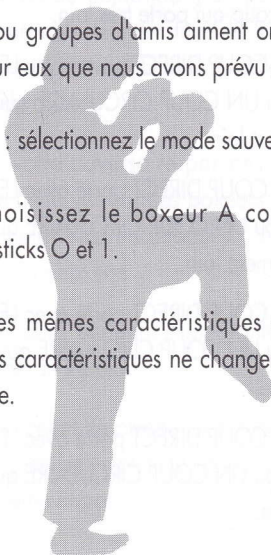 ou groupes d'amis aiment or
ur eux que nous avons prévu
: sélectionnez le mode sauve
hoisissez le boxeur A co
sticks O et 1.
es mêmes caractéristiques
s caractéristiques ne change
e.